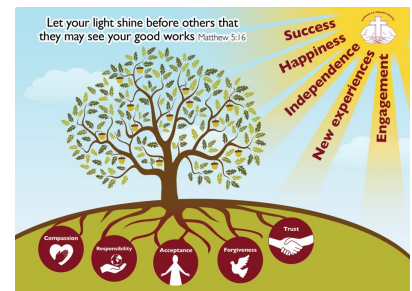 Let your light shine before others that
they may see your good works Matthew 5:16
Success
Happiness
Independence
New experiences
Engagement
Compassion
Responsibility
Acceptance
Forgiveness
Trust